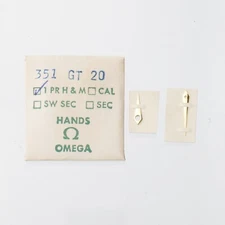 351 GT 20
1 PR H & M CAL
SW SEC SEC
HANDS
Ω
OMEGA